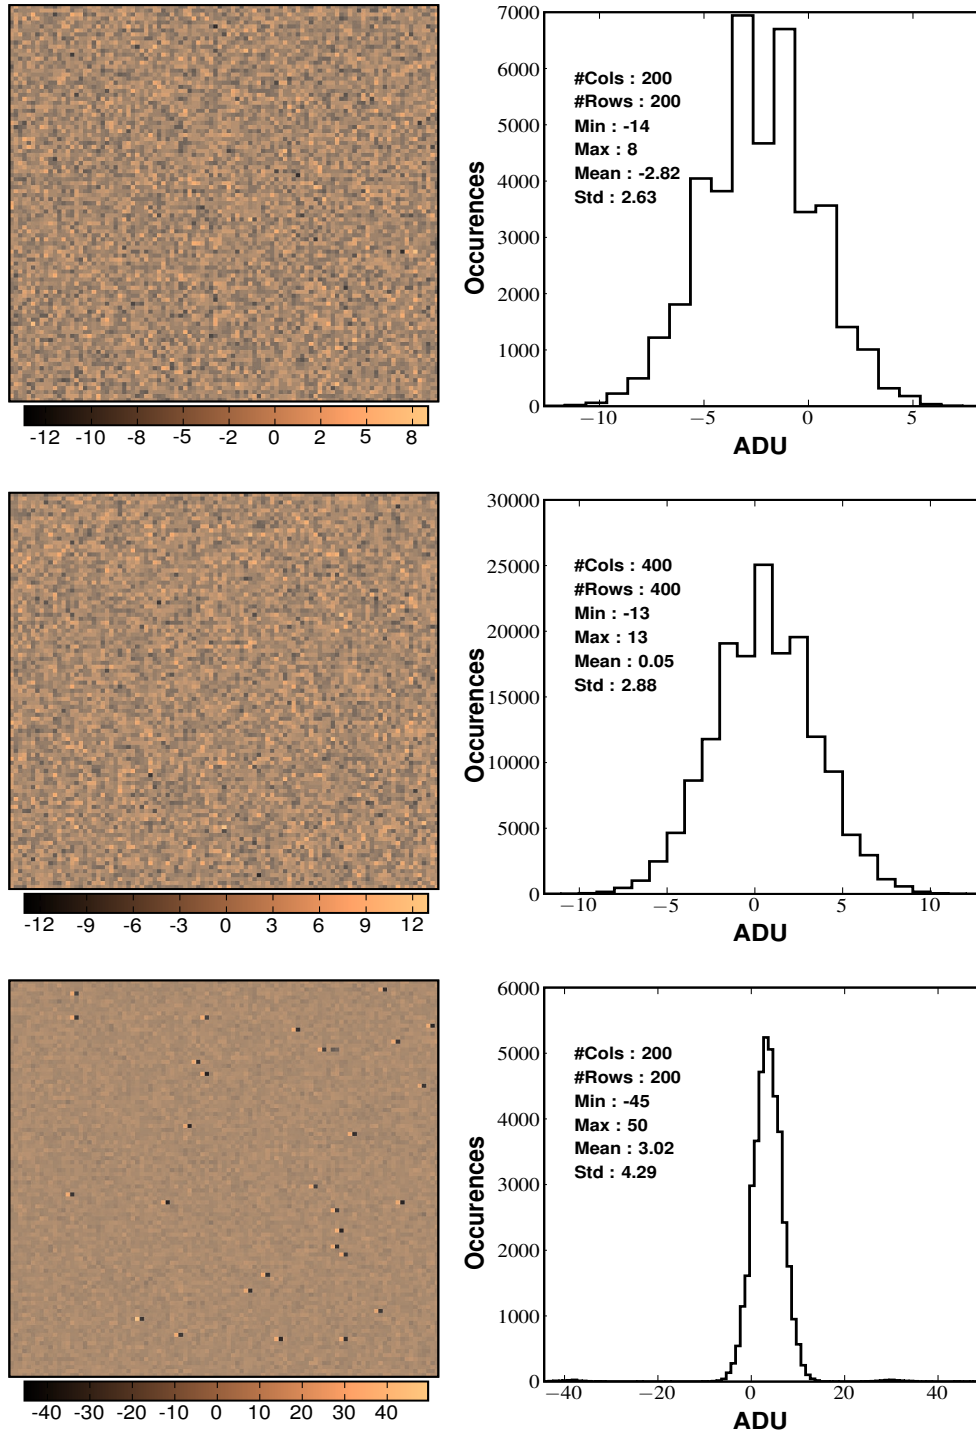 7000
6000
5000
4000
3000
2000
1000
0
Occurences
#Cols : 200
#Rows : 200
Min : -14
Max : 8
Mean : -2.82
Std : 2.63
−10 −5 0 5
ADU
-12 -10 -7 -5 -2 0 2 5 8
30000
25000
20000
15000
10000
5000
0
Occurences
#Cols : 400
#Rows : 400
Min : -13
Max : 13
Mean : 0.05
Std : 2.88
−10 −5 0 5 10
ADU
-12 -9 -6 -3 0 3 6 9 12
6000
5000
4000
3000
2000
1000
0
Occurences
#Cols : 200
#Rows : 200
Min : -45
Max : 50
Mean : 3.02
Std : 4.29
−40 −20 0 20 40
ADU
-40 -30 -20 -10 0 10 20 30 40